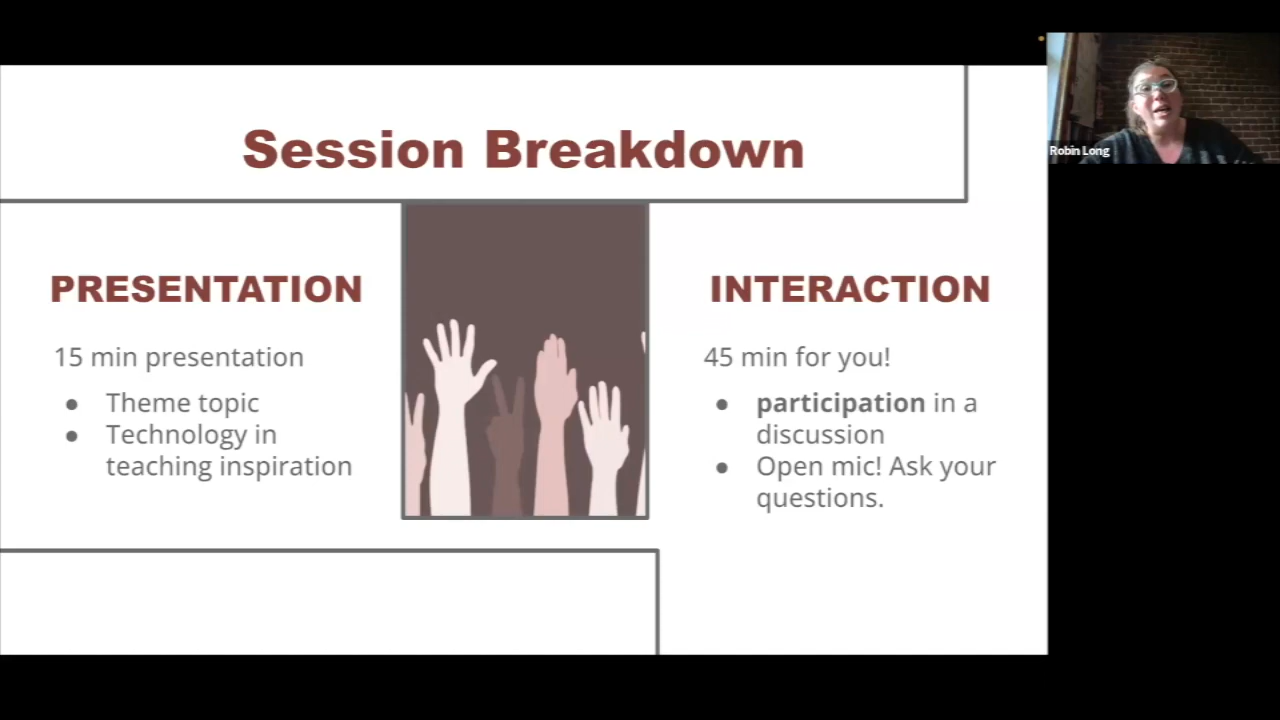 Session Breakdown
PRESENTATION
15 min presentation
● Theme topic
● Technology in
teaching inspiration
INTERACTION
45 min for you!
● participation in a
discussion
● Open mic! Ask your
questions.
Robin Long